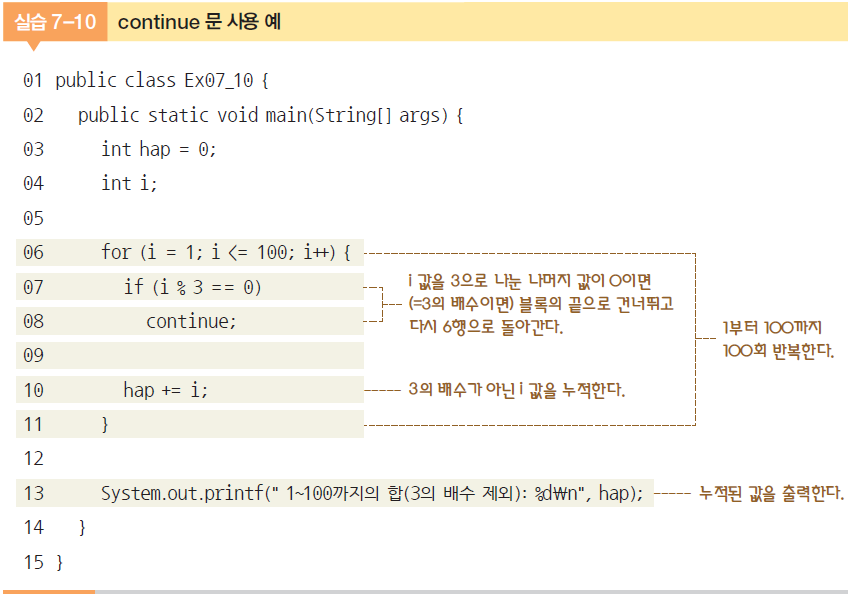 실습 7-10 continue 문 사용 예
01 public class Ex07_10 {
02 public static void main(String[] args) {
03 int hap = 0;
04 int i;
05
06 for (i = 1; i <= 100; i++) {
07 if (i % 3 == 0)
08 continue;
i 값을 3으로 나눈 나머지 값이 0이면
(=3의 배수이면) 블록의 끝으로 건너뛰고
다시 6행으로 돌아간다.
1부터 100까지
100회 반복한다.
09
10 hap += i;
3의 배수가 아닌 i 값을 누적한다.
11 }
12
13 System.out.printf(" 1~100까지의 합(3의 배수 제외): %d₩n", hap);
누적된 값을 출력한다.
14 }
15 }